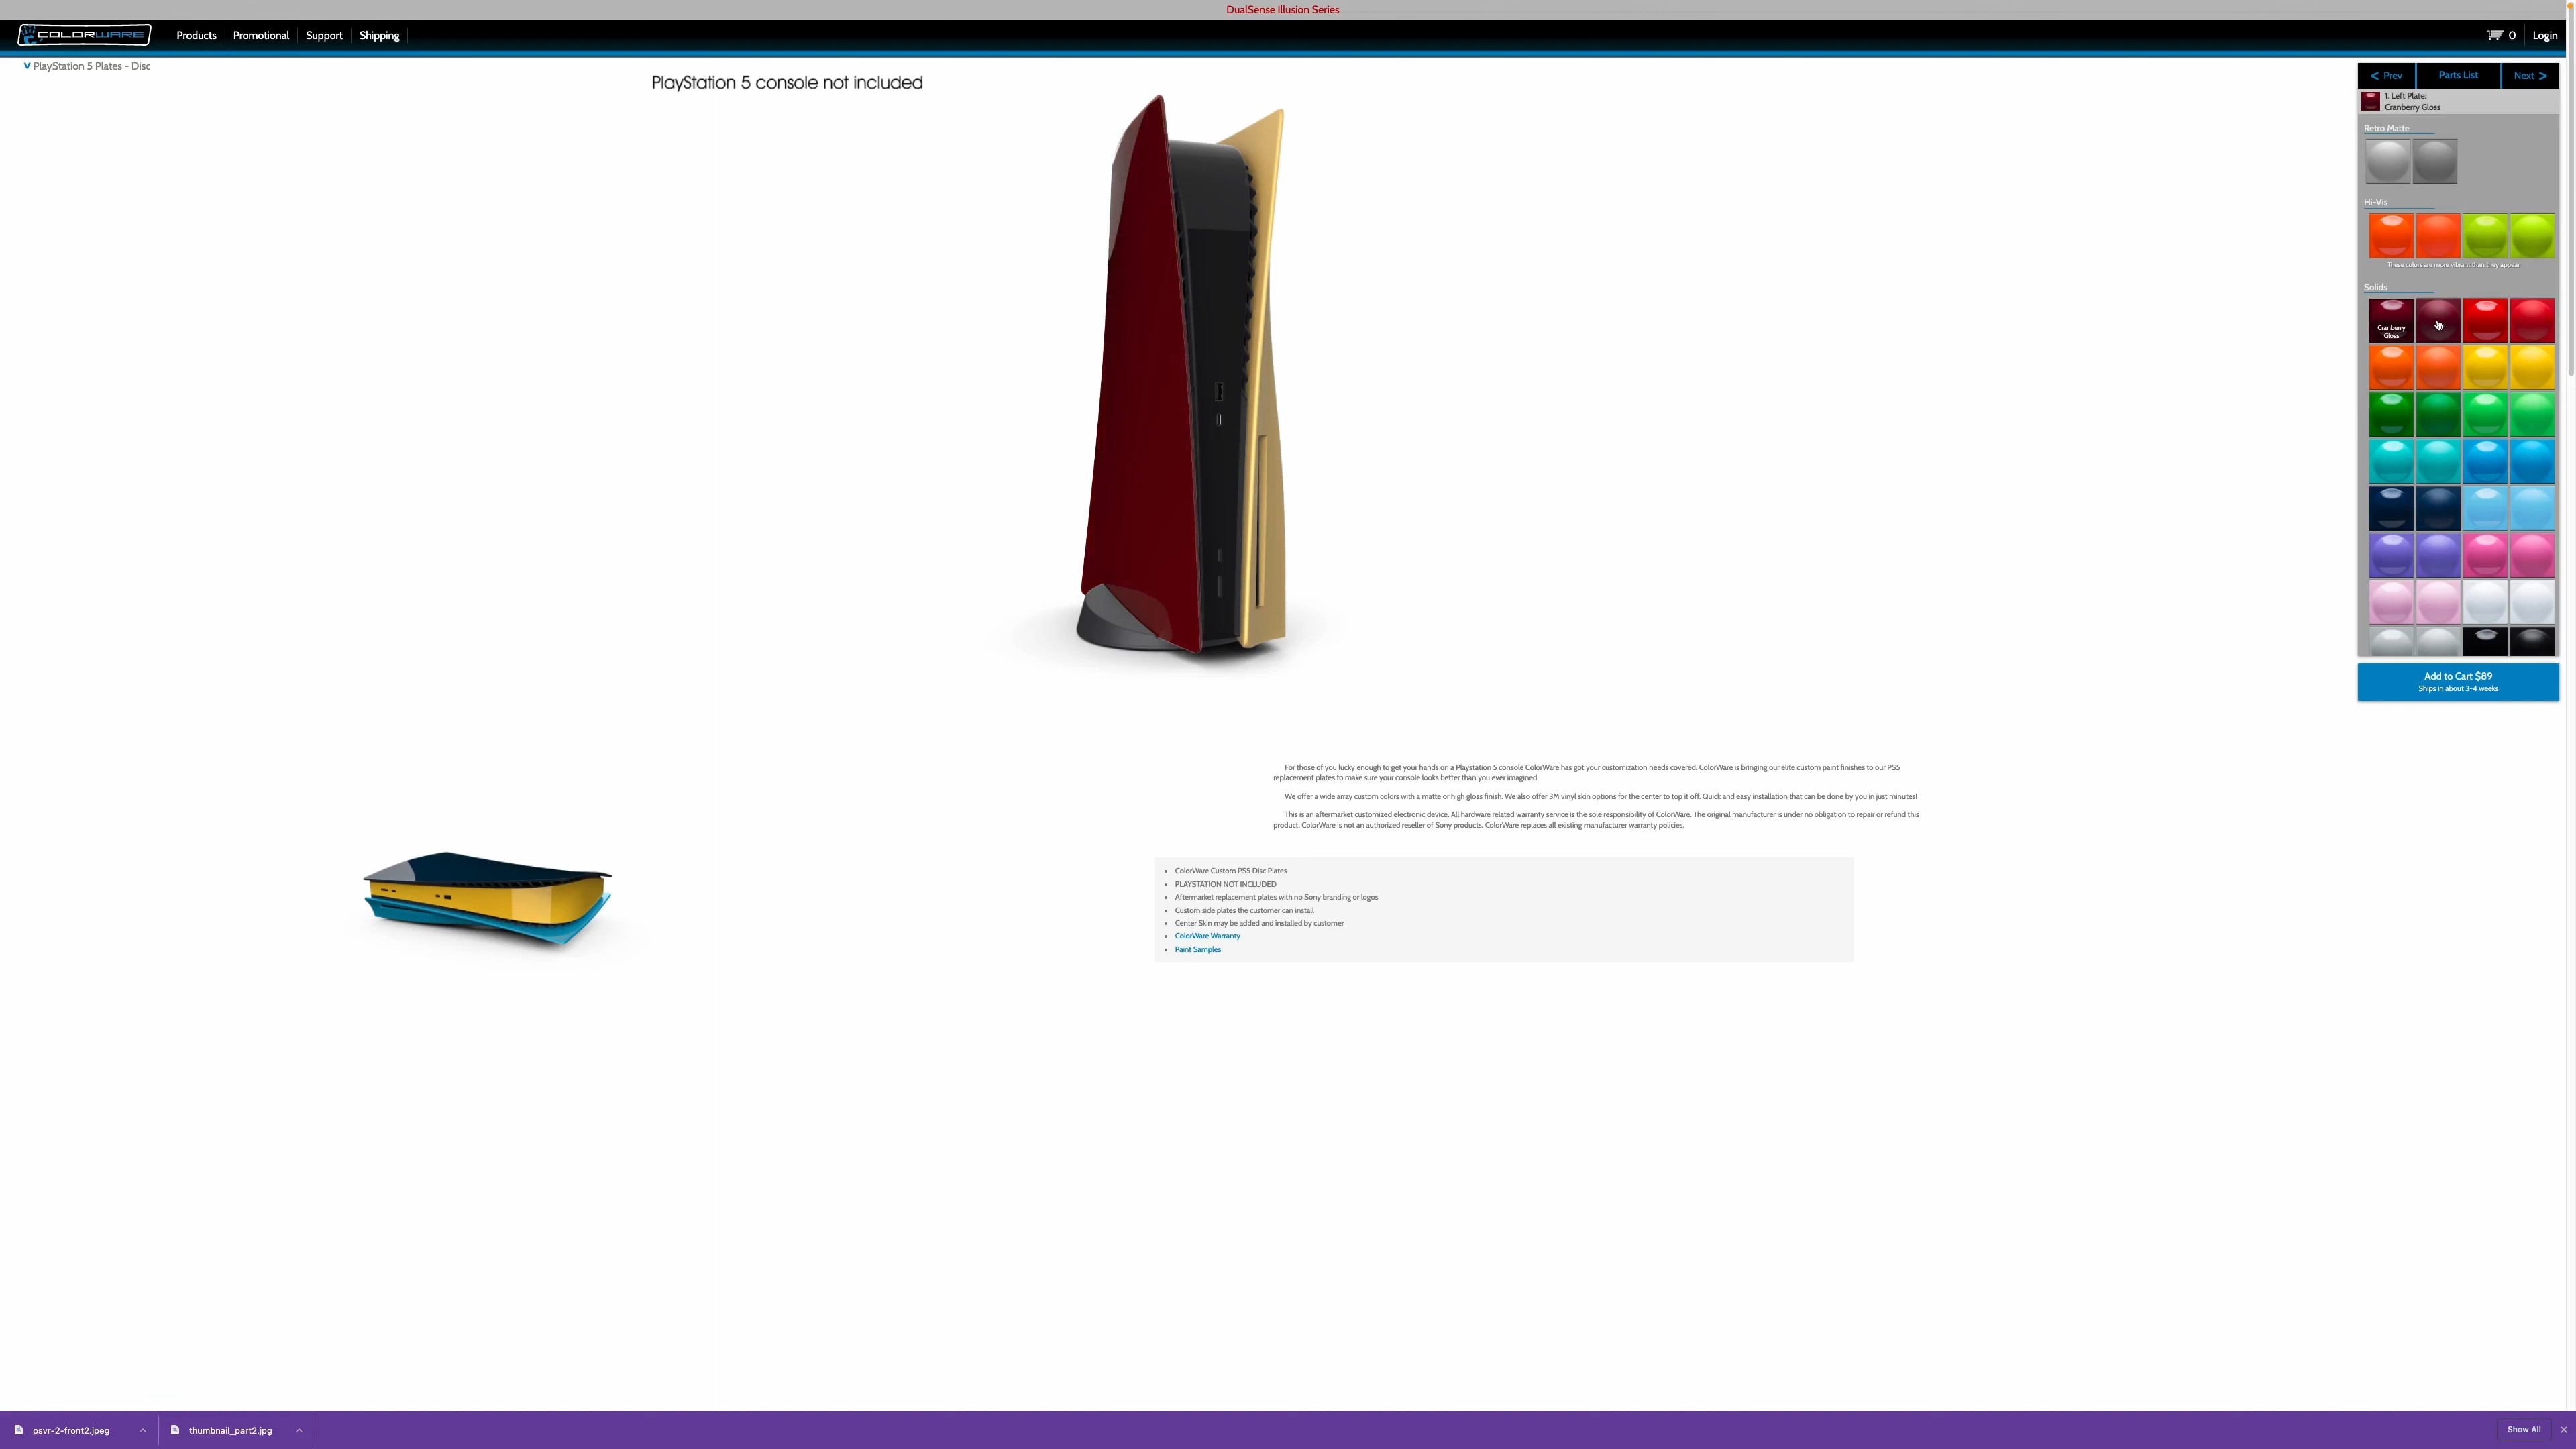 DualSense Illusion Series
COLORWARE
Products
Promotional
Support
Shipping
0
Login
PlayStation 5 Plates - Disc
PlayStation 5 console not included
< Prev
Parts List
Next >
1. Left Plate:
Cranberry Gloss
Retro Matte
Hi-Vis
These colors are more vibrant than they appear
Solids
Cranberry
Gloss
Add to Cart $89
Ships in about 3-4 weeks
For those of you lucky enough to get your hands on a Playstation 5 console ColorWare has got your customization needs covered. ColorWare is bringing our elite custom paint finishes to our PS5
replacement plates to make sure your console looks better than you ever imagined.
We offer a wide array custom colors with a matte or high gloss finish. We also offer 3M vinyl skin options for the center to top it off. Quick and easy installation that can be done by you in just minutes!
This is an aftermarket customized electronic device. All hardware related warranty service is the sole responsibility of ColorWare. The original manufacturer is under no obligation to repair or refund this
product. ColorWare is not an authorized reseller of Sony products. ColorWare replaces all existing manufacturer warranty policies.
ColorWare Custom PS5 Disc Plates
PLAYSTATION NOT INCLUDED
Aftermarket replacement plates with no Sony branding or logos
Custom side plates the customer can install
Center Skin may be added and installed by customer
ColorWare Warranty
Paint Samples
psvr-2-front2.jpeg
thumbnail_part2.jpg
Show All